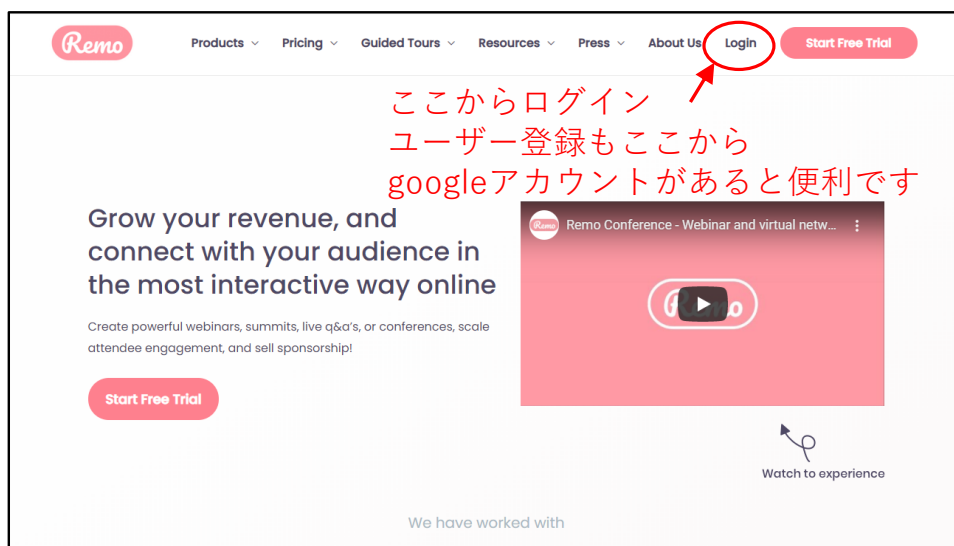 Remo
Products
Pricing
Guided Tours
Resources
Press
About Us
Login
Start Free Trial
ここからログイン
ユーザー登録もここから
googleアカウントがあると便利です
Grow your revenue, and
connect with your audience in
the most interactive way online
Create powerful webinars, summits, live q&a's, or conferences, scale
attendee engagement, and sell sponsorship!
Start Free Trial
Remo
Remo Conference - Webinar and virtual netw...
Remo
Watch to experience
We have worked with